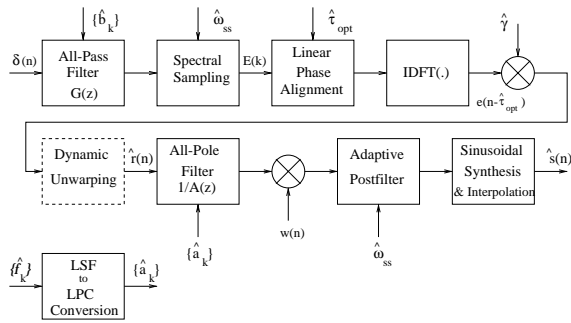 {b̂_k}
ω̂_ss
τ̂_opt
γ̂
δ(n)
All-Pass
Filter
G(z)
Spectral
Sampling
E(k)
Linear
Phase
Alignment
IDFT(.)
e(n-τ̂_opt)
Dynamic
Unwarping
r̂(n)
All-Pole
Filter
1/A(z)
Adaptive
Postfilter
Sinusoidal
Synthesis
& Interpolation
ŝ(n)
w(n)
{â_k}
ω̂_ss
{f̂_k}
LSF
to
LPC
Conversion
{â_k}